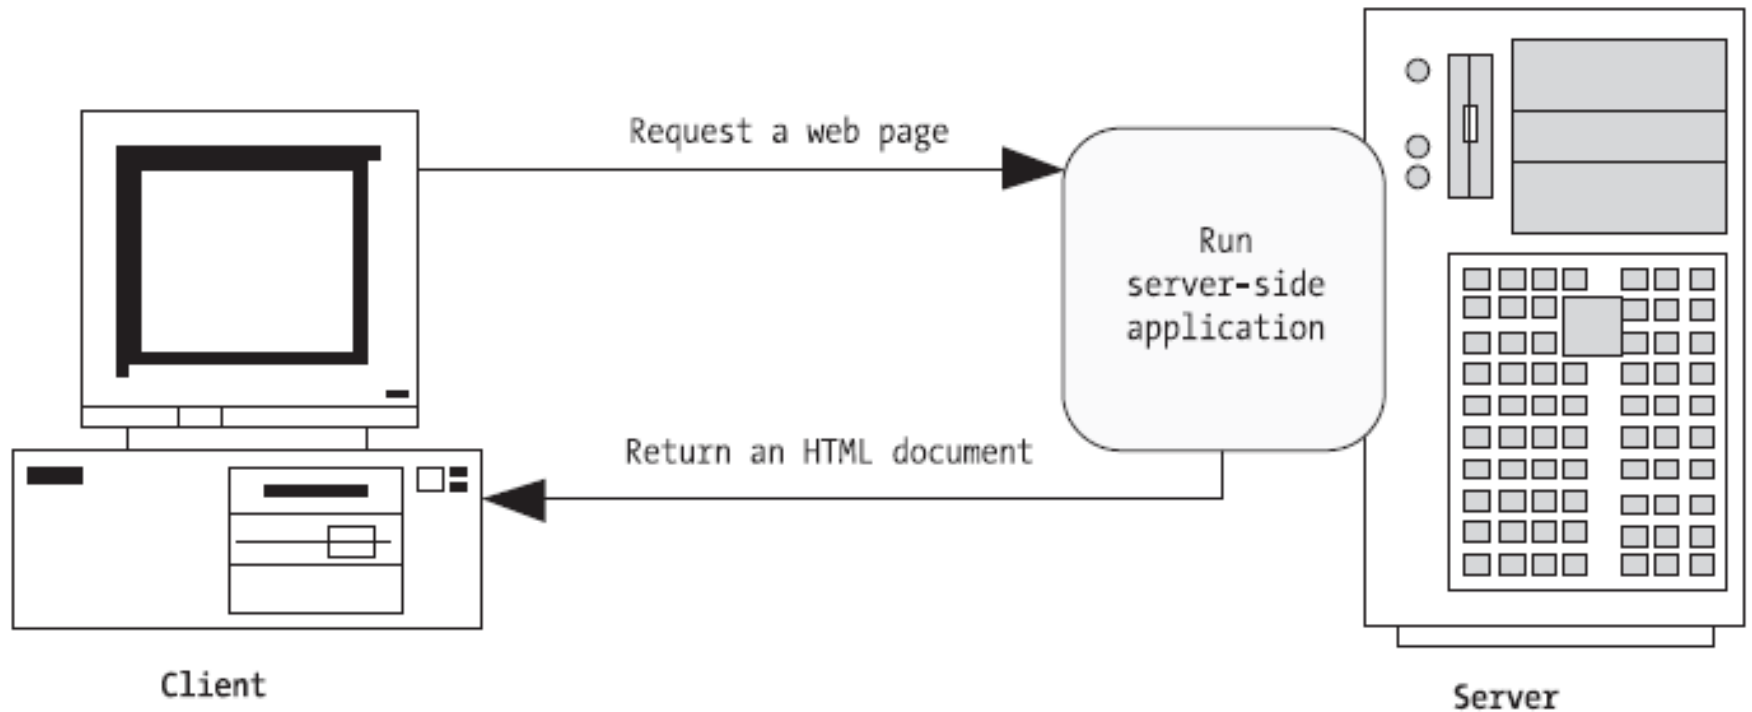 Request a web page
Run
server-side
application
Return an HTML document
Client
Server